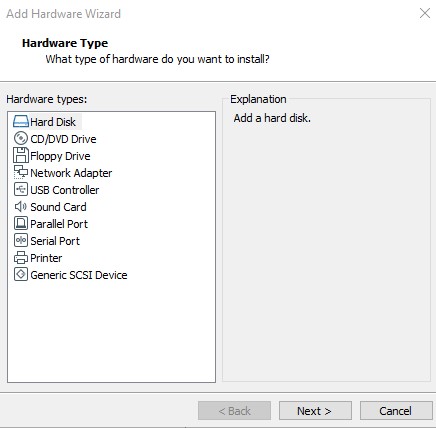 Add Hardware Wizard
Hardware Type
What type of hardware do you want to install?
Hardware types:
Hard Disk
CD/DVD Drive
Floppy Drive
Network Adapter
USB Controller
Sound Card
Parallel Port
Serial Port
Printer
Generic SCSI Device
Explanation
Add a hard disk.
< Back
Next >
Cancel